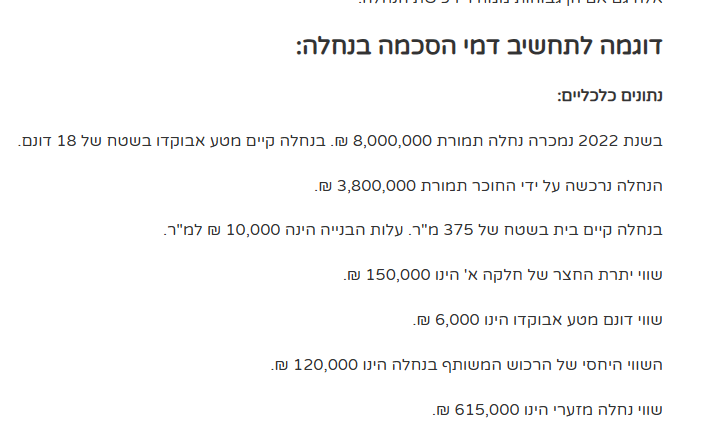 דוגמה לתחשיב דמי הסכמה בנחלה:
נתונים כלכליים:
בשנת 2022 נמכרה נחלה תמורת 8,000,000 ₪. בנחלה קיים מטע אבוקדו בשטח של 18 דונם.
הנחלה נרכשה על ידי החוכר תמורת 3,800,000 ₪.
בנחלה קיים בית בשטח של 375 מ"ר. עלות הבנייה הינה 10,000 ₪ למ"ר.
שווי יתרת החצר של חלקה א' הינו 150,000 ₪.
שווי דונם מטע אבוקדו הינו 6,000 ₪.
השווי היחסי של הרכוש המשותף בנחלה הינו 120,000 ₪.
שווי נחלה מזערי הינו 615,000 ₪.